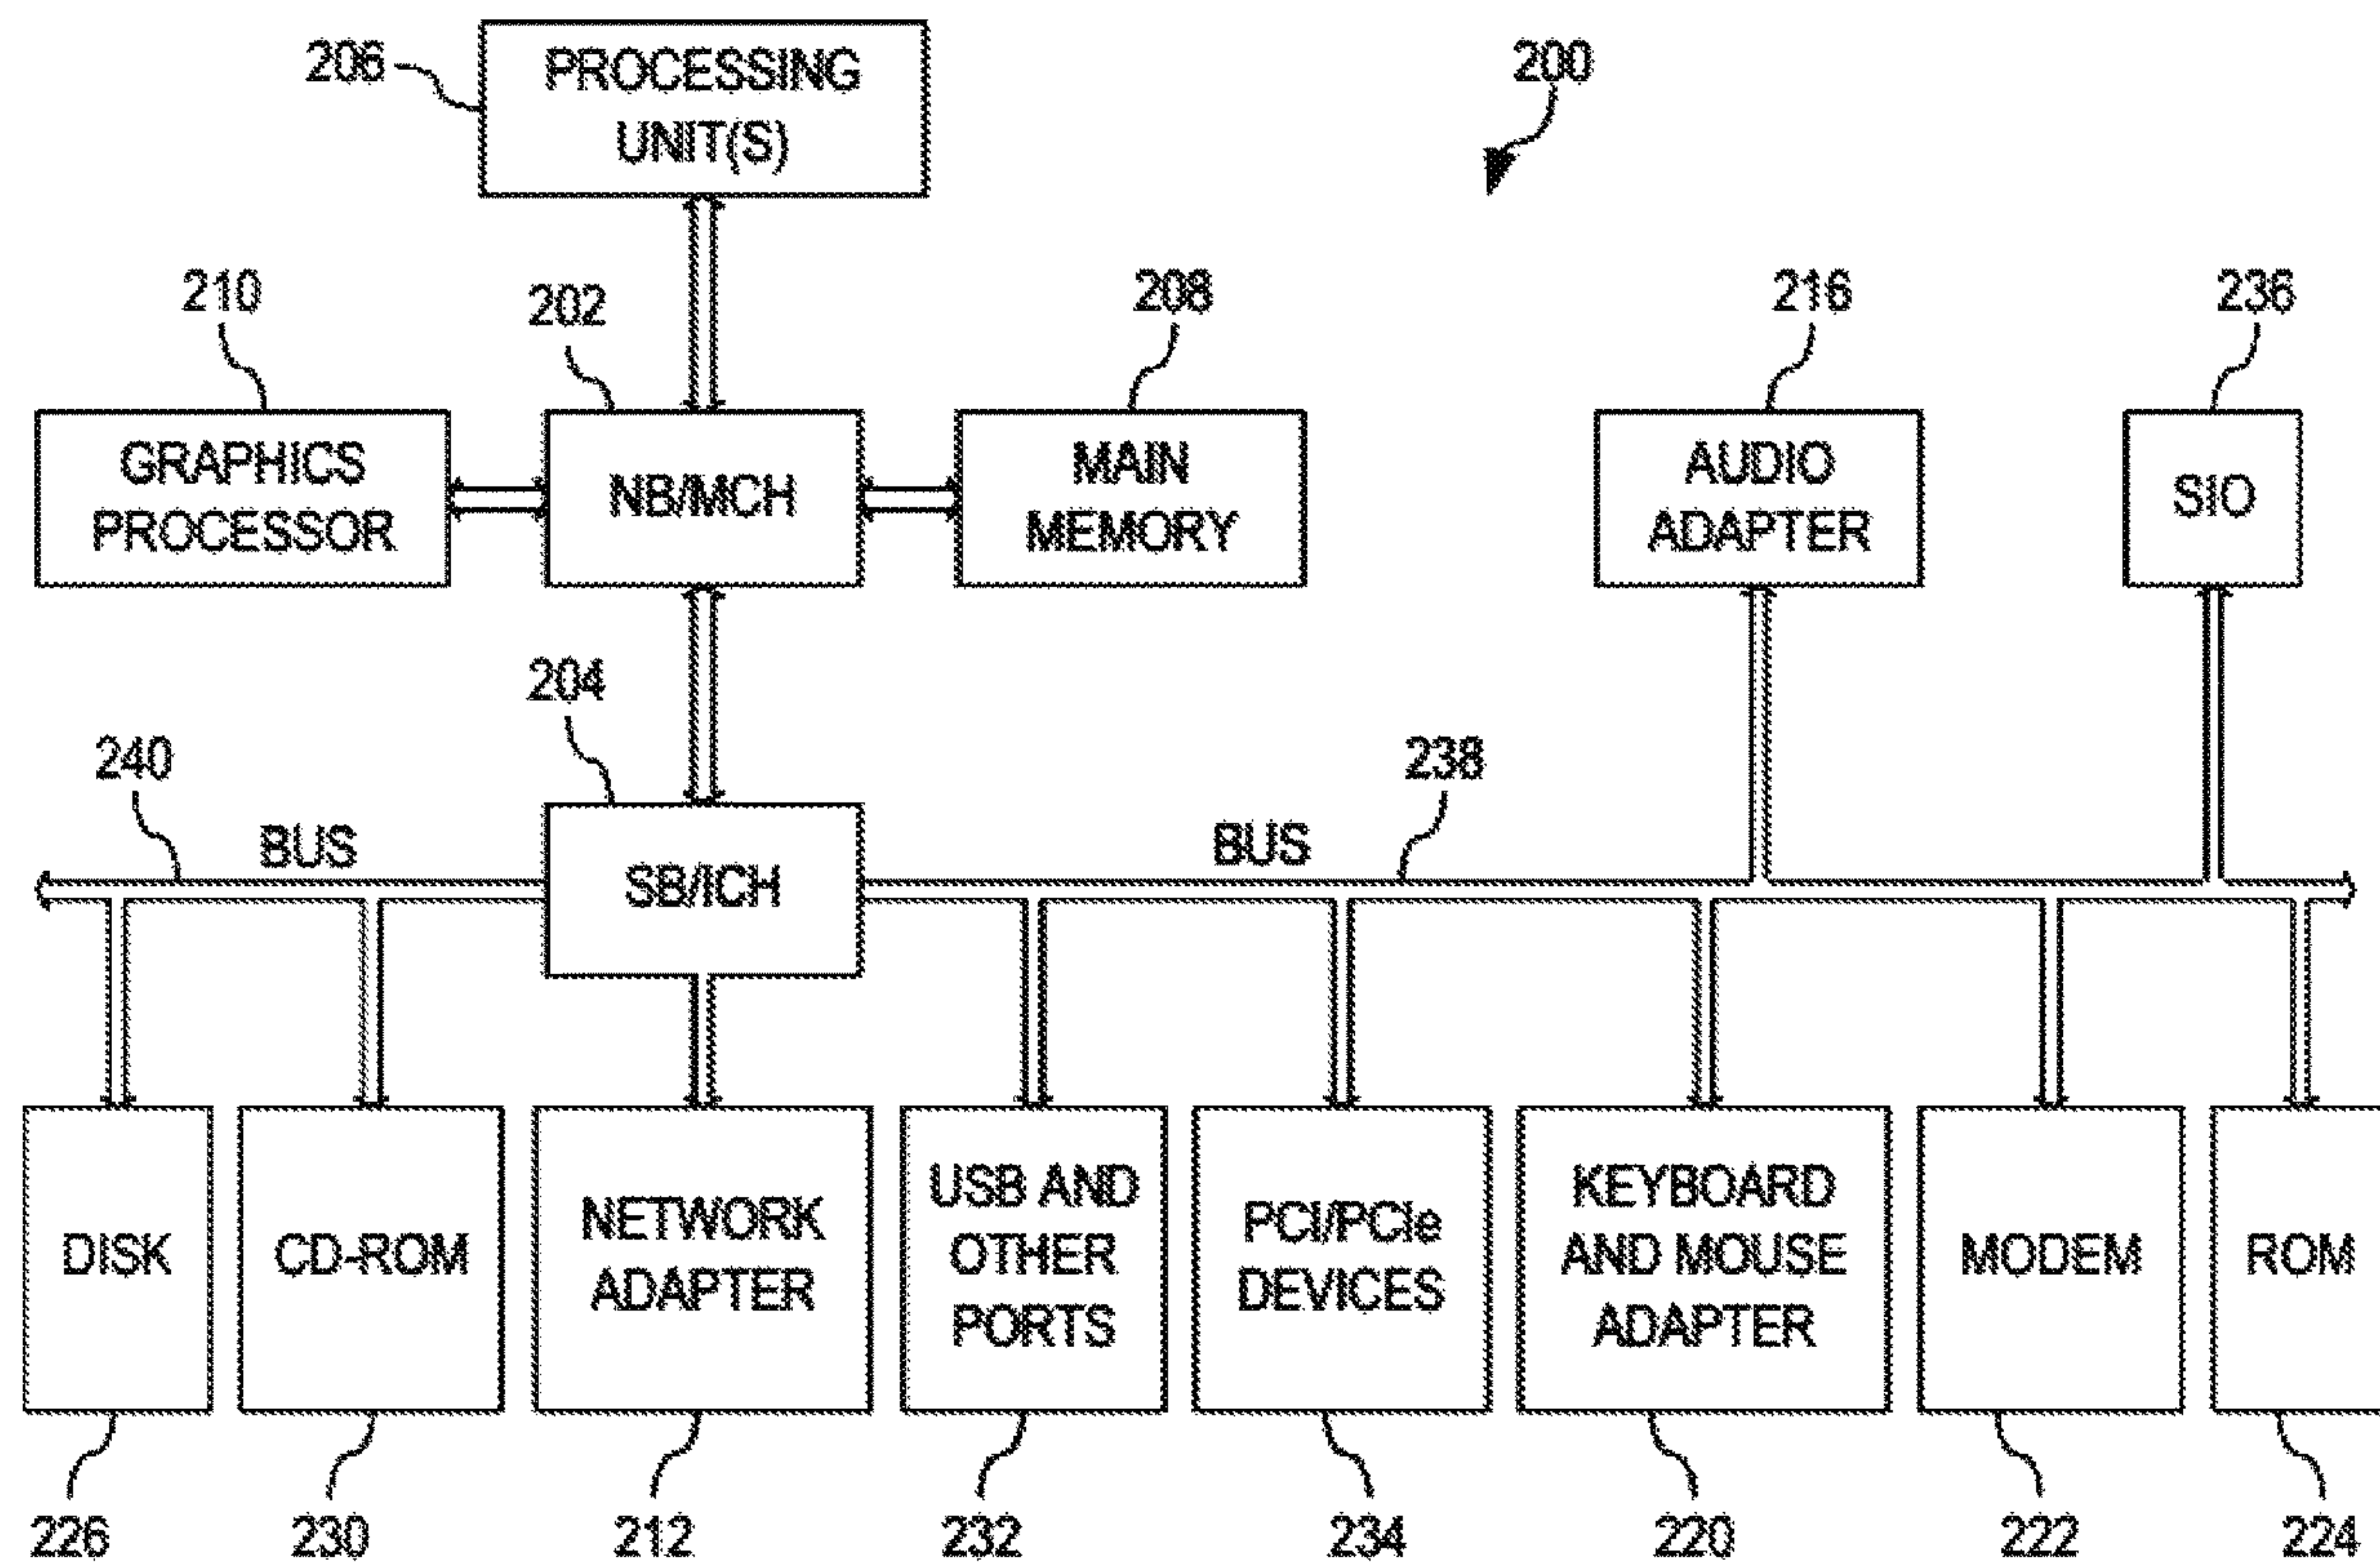 206
PROCESSING
UNIT(S)
200
210
202
208
216
236
GRAPHICS
PROCESSOR
NB/MCH
MAIN
MEMORY
AUDIO
ADAPTER
SIO
204
240
238
BUS
BUS
SB/ICH
DISK
CD-ROM
NETWORK
ADAPTER
USB AND
OTHER
PORTS
PCI/PCIe
DEVICES
KEYBOARD
AND MOUSE
ADAPTER
MODEM
ROM
226
230
212
232
234
220
222
224